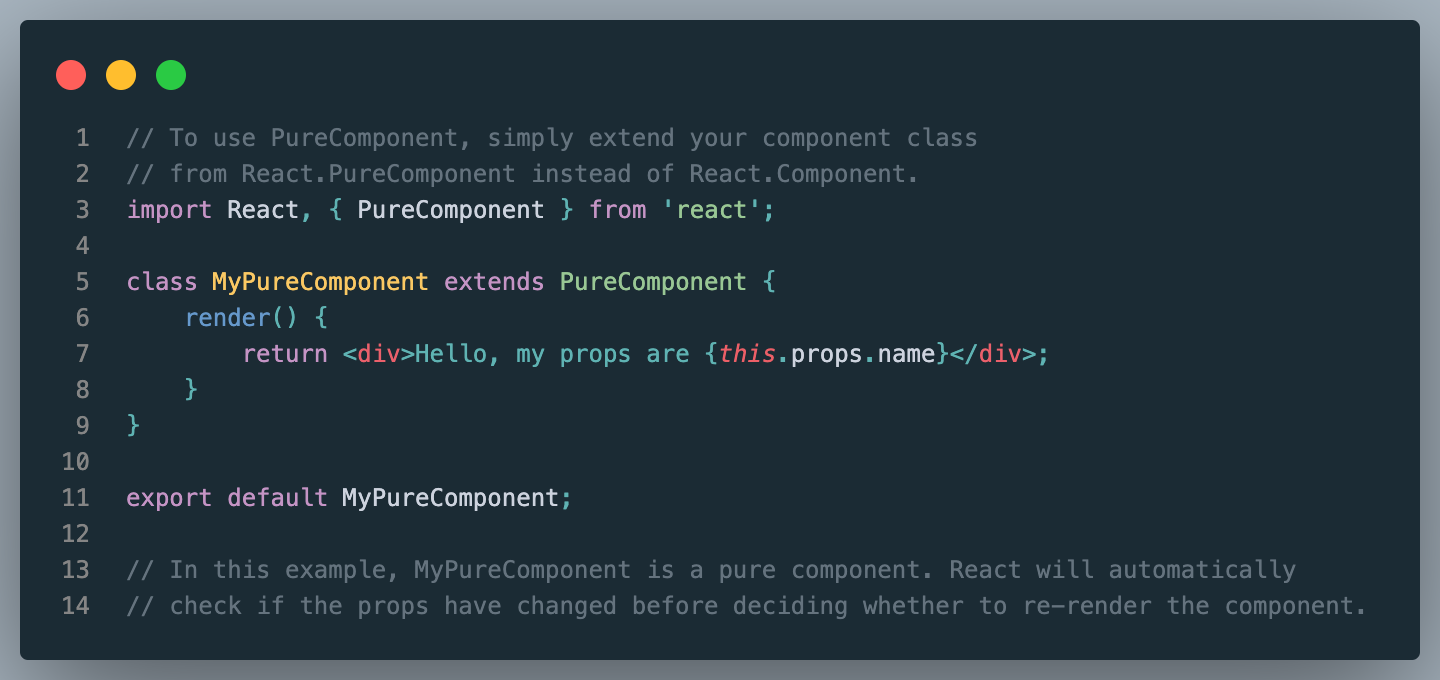 1 // To use PureComponent, simply extend your component class
2 // from React.PureComponent instead of React.Component.
3 import React, { PureComponent } from 'react';
4
5 class MyPureComponent extends PureComponent {
6     render() {
7         return <div>Hello, my props are {this.props.name}</div>;
8     }
9 }
10
11 export default MyPureComponent;
12
13 // In this example, MyPureComponent is a pure component. React will automatically
14 // check if the props have changed before deciding whether to re-render the component.